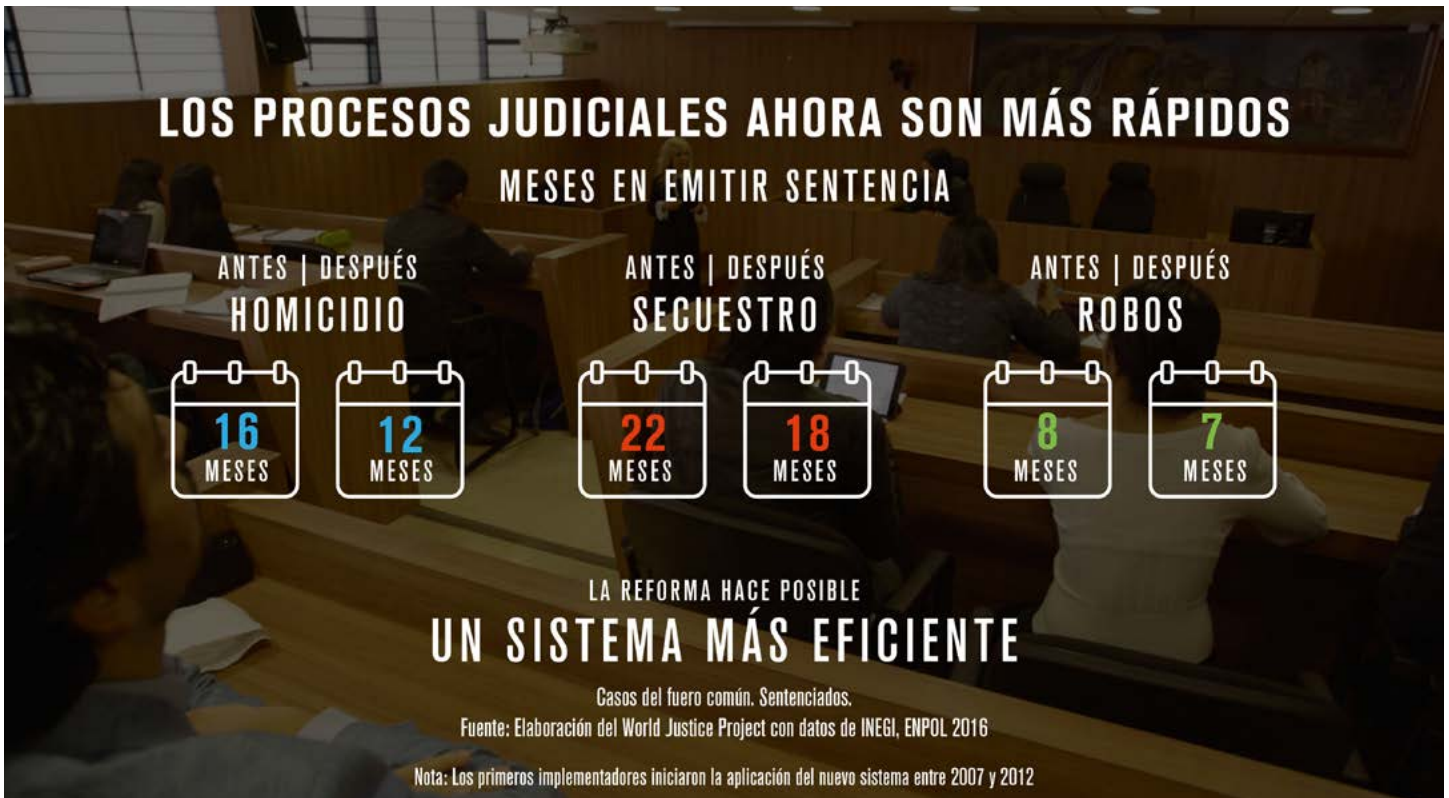 LOS PROCESOS JUDICIALES AHORA SON MÁS RÁPIDOS
MESES EN EMITIR SENTENCIA
ANTES | DESPUÉS
HOMICIDIO
16
MESES
12
MESES
ANTES | DESPUÉS
SECUESTRO
22
MESES
18
MESES
ANTES | DESPUÉS
ROBOS
8
MESES
7
MESES
LA REFORMA HACE POSIBLE
UN SISTEMA MÁS EFICIENTE
Casos del fuero común. Sentenciados.
Fuente: Elaboración del World Justice Project con datos de INEGI, ENPOL 2016
Nota: Los primeros implementadores iniciaron la aplicación del nuevo sistema entre 2007 y 2012